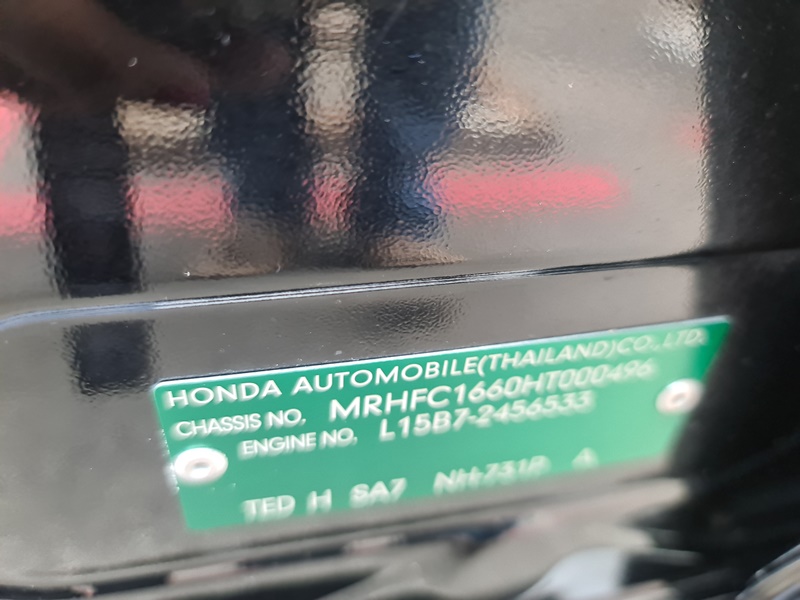 HONDA AUTOMOBILE(THAILAND)CO.,LTD.
CHASSIS NO. MRHFC1660HT000496
ENGINE NO. L15B7-2456533
TED H SA7 NH731P A